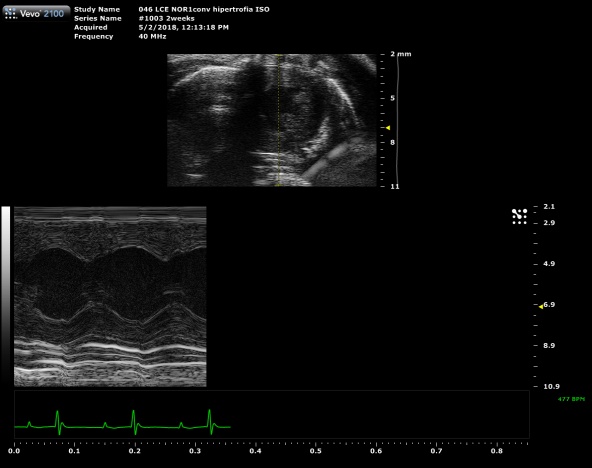 Vevo 2100
Study Name 046 LCE NOR1conv hipertrofia ISO
Series Name #1003 2weeks
Acquired 5/2/2018, 12:13:18 PM
Frequency 40 MHz
2 mm
5
8
11
2.1
2.9
4.9
6.9
8.9
10.9
477 BPM
0.0 0.1 0.2 0.3 0.4 0.5 0.6 0.7 0.8